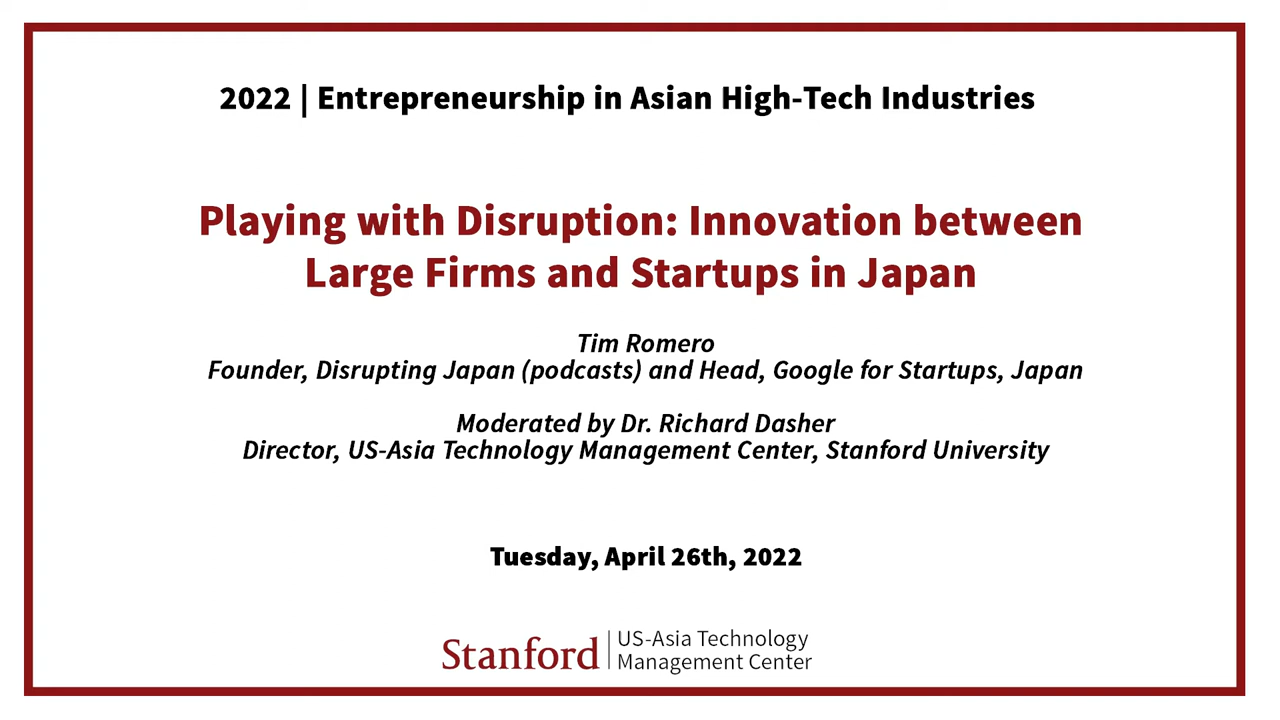 2022 | Entrepreneurship in Asian High-Tech Industries
Playing with Disruption: Innovation between
Large Firms and Startups in Japan
Tim Romero
Founder, Disrupting Japan (podcasts) and Head, Google for Startups, Japan
Moderated by Dr. Richard Dasher
Director, US-Asia Technology Management Center, Stanford University
Tuesday, April 26th, 2022
Stanford | US-Asia Technology
Management Center